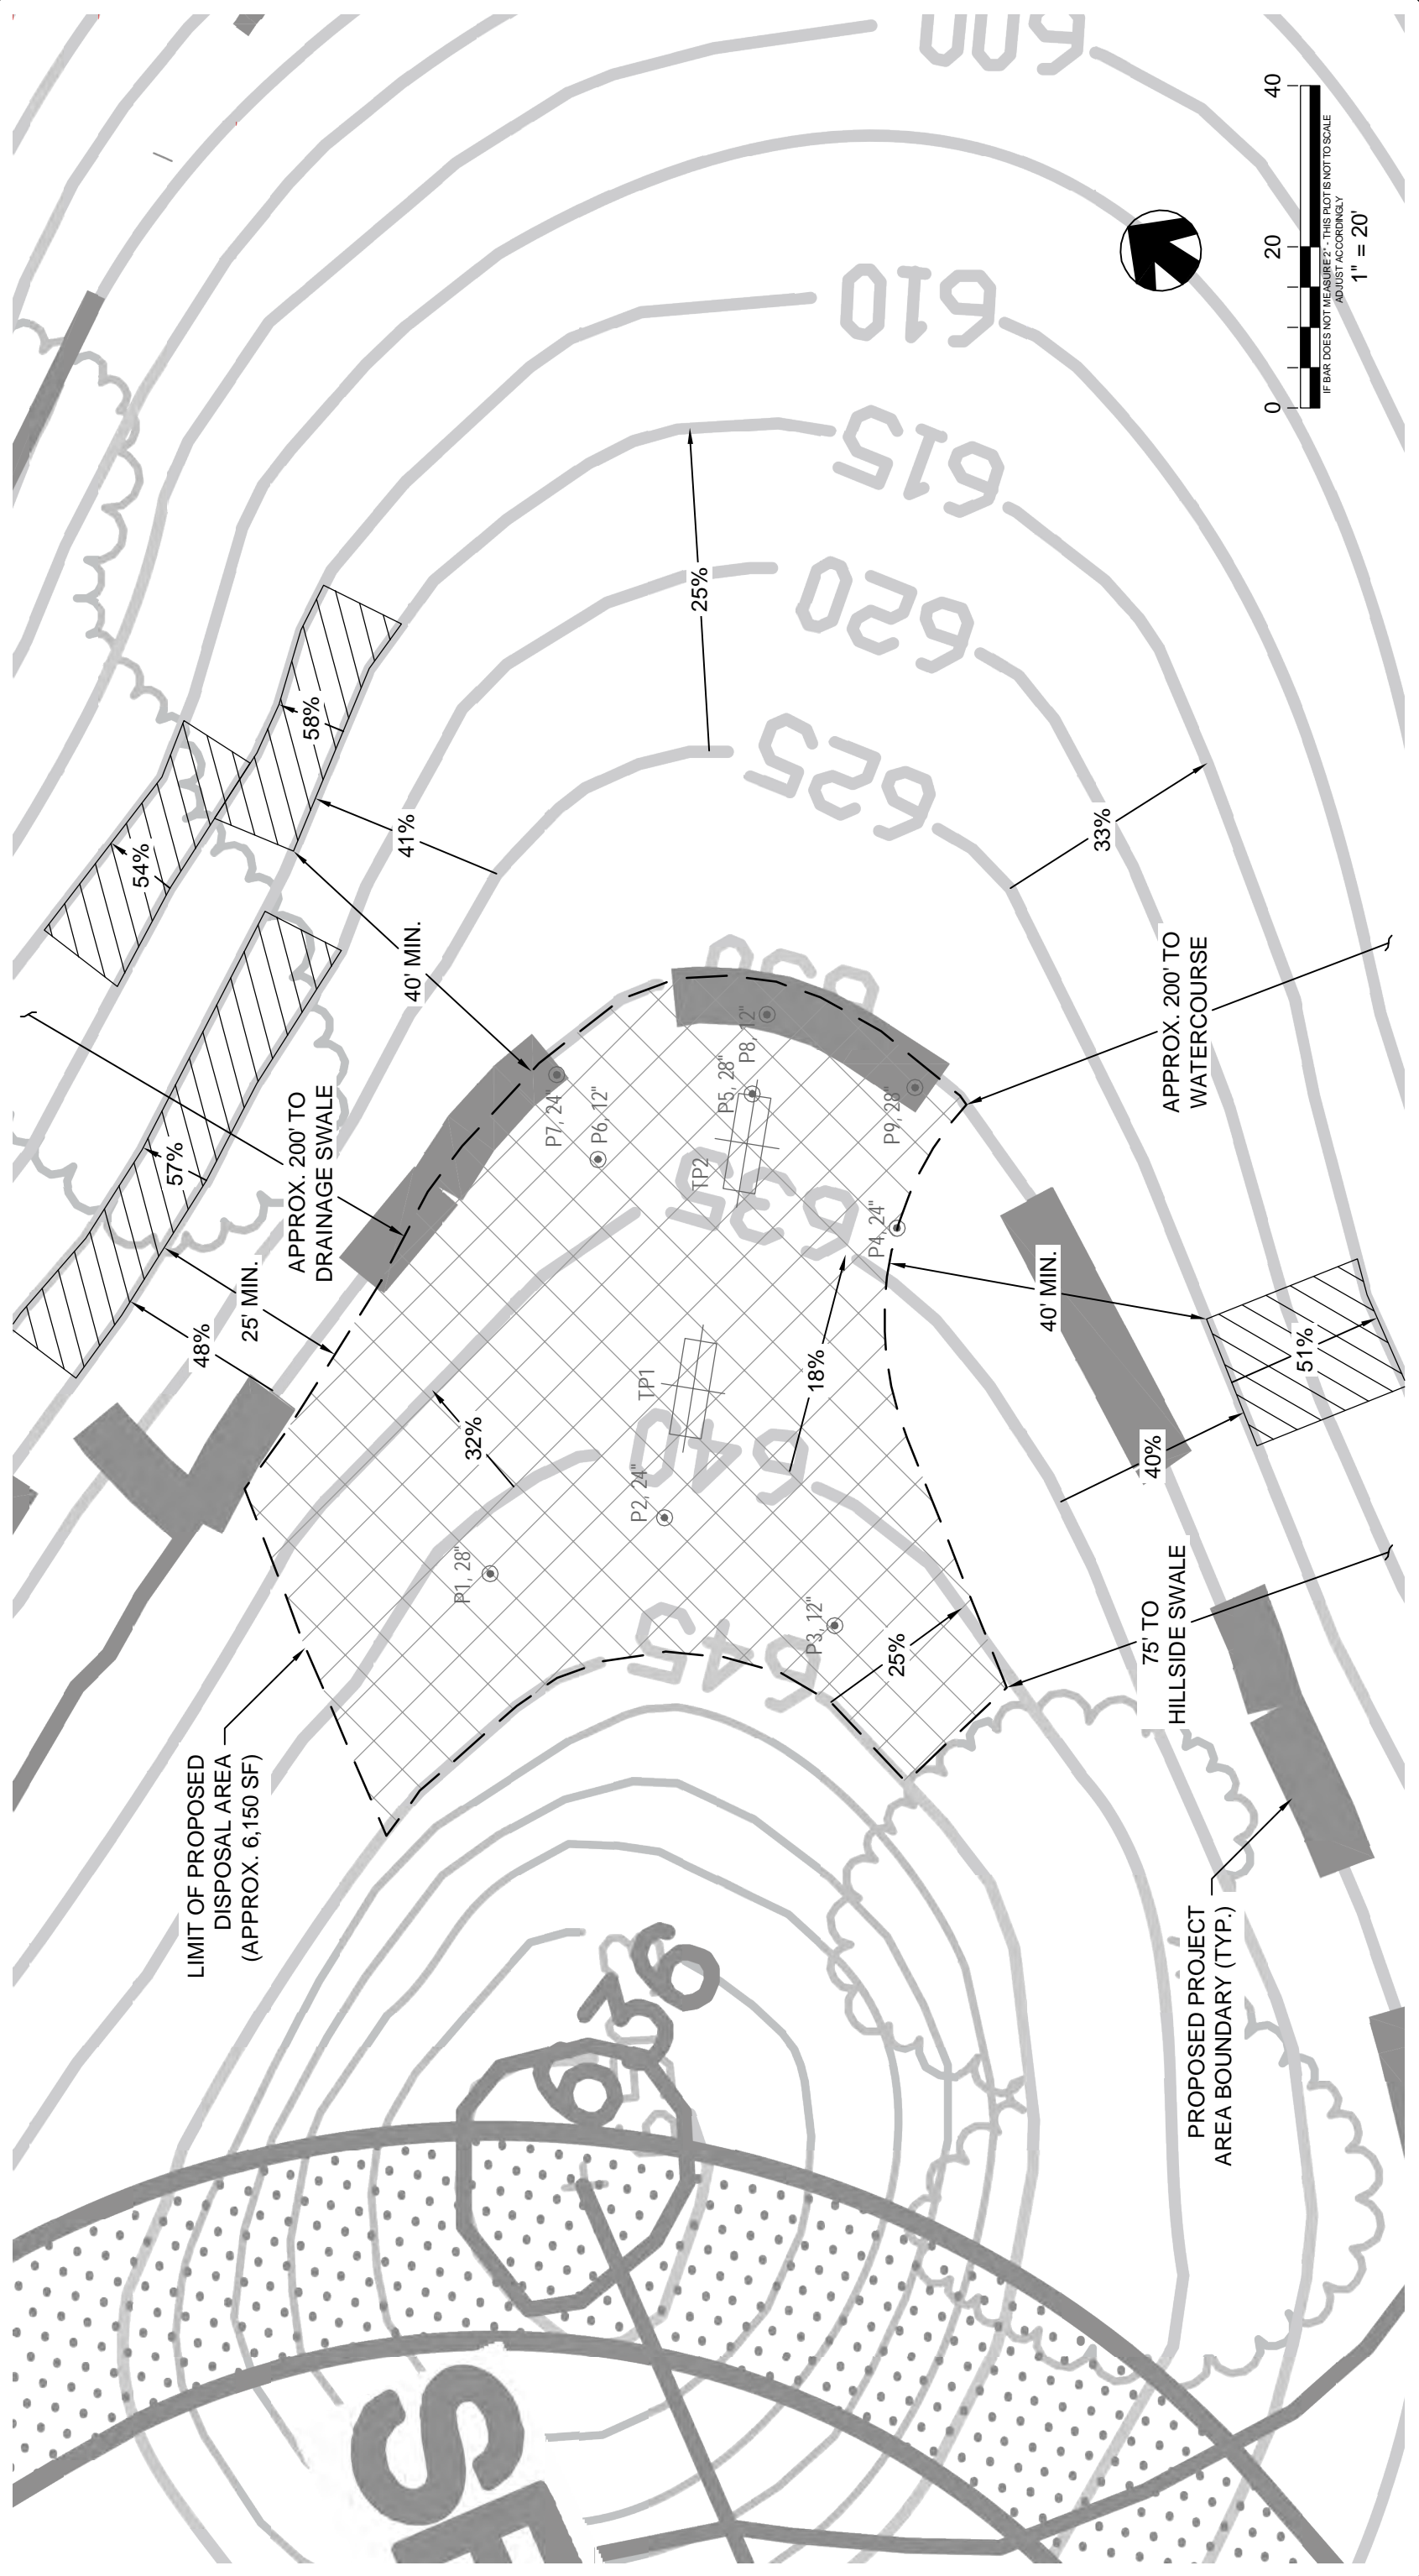 600
610
615
620
625
630
635
640
645
0
20
40
IF BAR DOES NOT MEASURE 2" - THIS PLOT IS NOT TO SCALE
ADJUST ACCORDINGLY
1" = 20'
25%
58%
54%
41%
33%
57%
40' MIN.
APPROX. 200' TO
DRAINAGE SWALE
APPROX. 200' TO
WATERCOURSE
25' MIN.
48%
P7, 24"
P6, 12"
P5, 28"
P8, 12"
P9, 28"
TP2
P4, 24"
TP1
32%
18%
40' MIN.
51%
40%
P2, 24"
P1, 28"
P3, 12"
25%
75' TO
HILLSIDE SWALE
LIMIT OF PROPOSED
DISPOSAL AREA
(APPROX. 6,150 SF)
PROPOSED PROJECT
AREA BOUNDARY (TYP.)
636